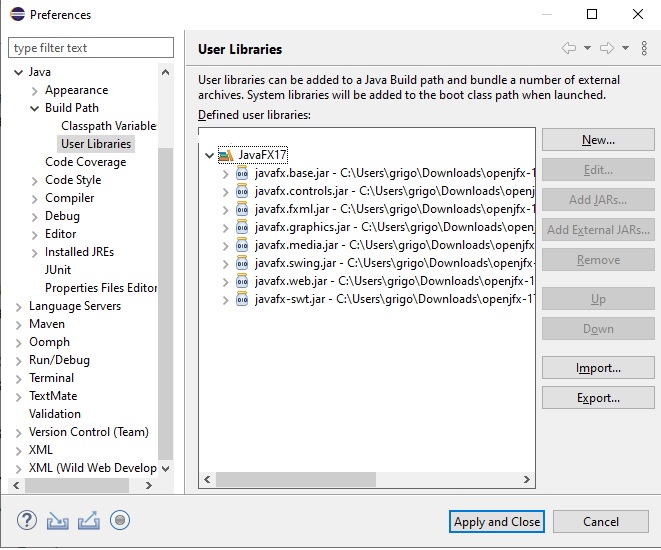 Preferences
type filter text
Java
Appearance
Build Path
Classpath Variable
User Libraries
Code Coverage
Code Style
Compiler
Debug
Editor
Installed JREs
JUnit
Properties Files Editor
Language Servers
Maven
Oomph
Run/Debug
Terminal
TextMate
Validation
Version Control (Team)
XML
XML (Wild Web Develop
User Libraries
User libraries can be added to a Java Build path and bundle a number of external
archives. System libraries will be added to the boot class path when launched.
Defined user libraries:
JavaFX17
javafx.base.jar - C:\Users\grigo\Downloads\openjfx-1
javafx.controls.jar - C:\Users\grigo\Downloads\openj
javafx.fxml.jar - C:\Users\grigo\Downloads\openjfx-1
javafx.graphics.jar - C:\Users\grigo\Downloads\open
javafx.media.jar - C:\Users\grigo\Downloads\openjfx
javafx.swing.jar - C:\Users\grigo\Downloads\openjfx-
javafx.web.jar - C:\Users\grigo\Downloads\openjfx-1
javafx-swt.jar - C:\Users\grigo\Downloads\openjfx-17
New...
Edit...
Add JARs...
Add External JARs...
Remove
Up
Down
Import...
Export...
Apply and Close
Cancel